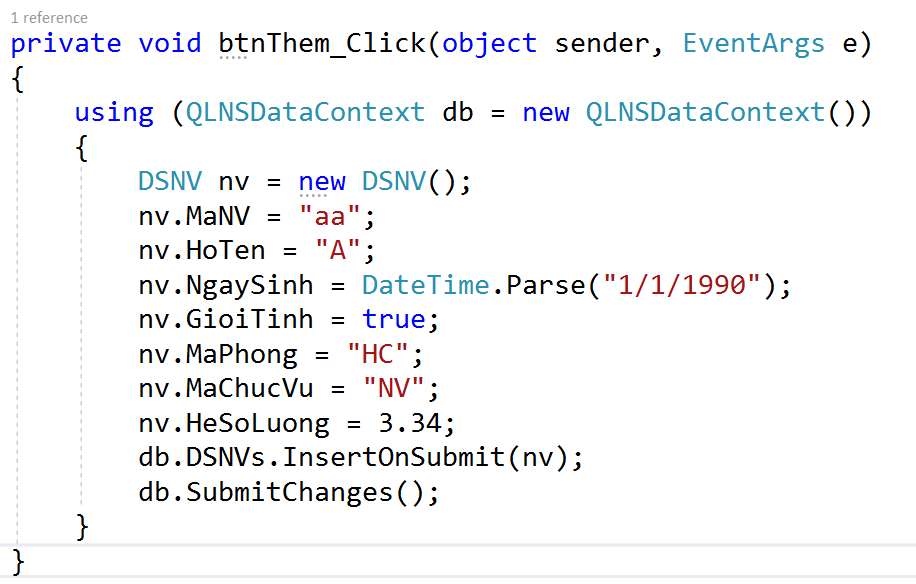 1 reference
private void btnThem_Click(object sender, EventArgs e)
{
    using (QLNSDataContext db = new QLNSDataContext())
    {
        DSNV nv = new DSNV();
        nv.MaNV = "aa";
        nv.HoTen = "A";
        nv.NgaySinh = DateTime.Parse("1/1/1990");
        nv.GioiTinh = true;
        nv.MaPhong = "HC";
        nv.MaChucVu = "NV";
        nv.HeSoLuong = 3.34;
        db.DSNVs.InsertOnSubmit(nv);
        db.SubmitChanges();
    }
}